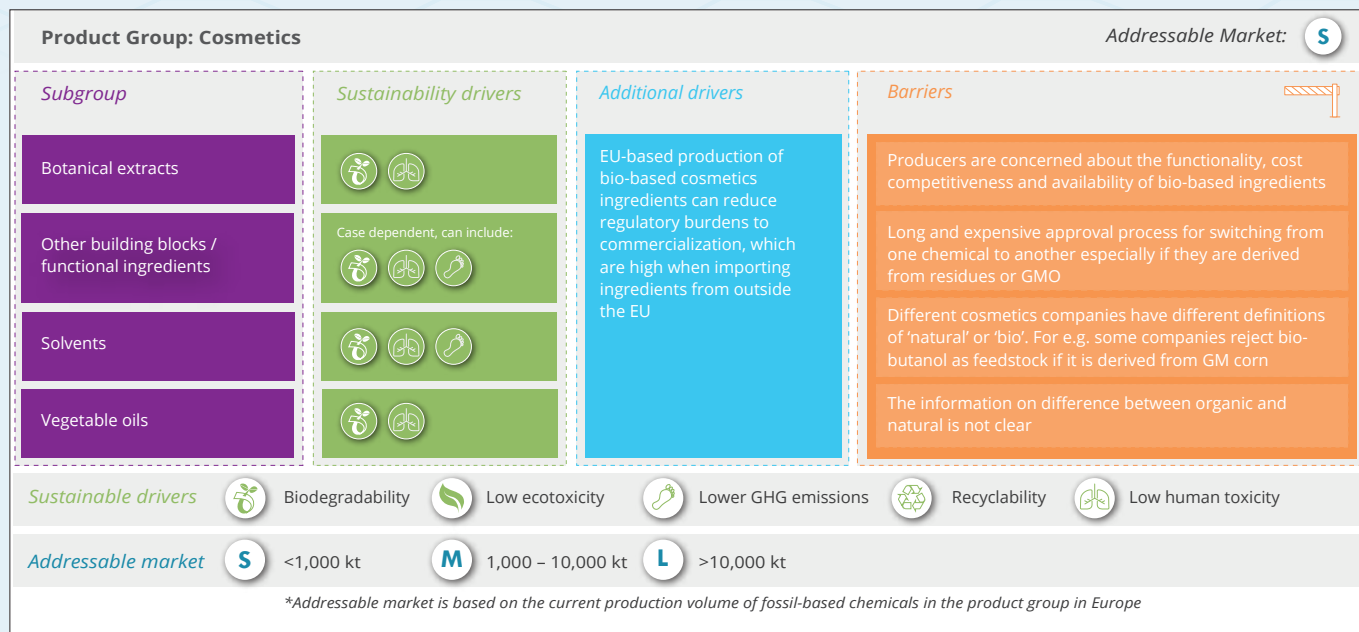 Product Group: Cosmetics
Addressable Market: S
Subgroup
Sustainability drivers
Additional drivers
Barriers
Botanical extracts
Other building blocks /
functional ingredients
Case dependent, can include:
Solvents
Vegetable oils
EU-based production of
bio-based cosmetics
ingredients can reduce
regulatory burdens to
commercialization, which
are high when importing
ingredients from outside
the EU
Producers are concerned about the functionality, cost
competitiveness and availability of bio-based ingredients
Long and expensive approval process for switching from
one chemical to another especially if they are derived
from residues or GMO
Different cosmetics companies have different definitions
of ‘natural’ or ‘bio’. For e.g. some companies reject bio-
butanol as feedstock if it is derived from GM corn
The information on difference between organic and
natural is not clear
Sustainable drivers
Biodegradability
Low ecotoxicity
Lower GHG emissions
Recyclability
Low human toxicity
Addressable market
S <1,000 kt
M 1,000 – 10,000 kt
L >10,000 kt
*Addressable market is based on the current production volume of fossil-based chemicals in the product group in Europe